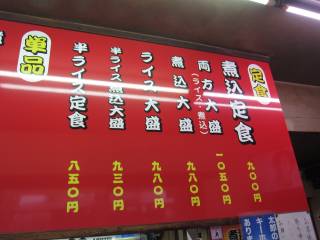 定食
煮込定食 九〇〇円
両方大盛 (ライス・煮込) 一〇五〇円
煮込大盛 九八〇円
ライス大盛 九八〇円
半ライス煮込大盛 九三〇円
半ライス定食 八五〇円
単品